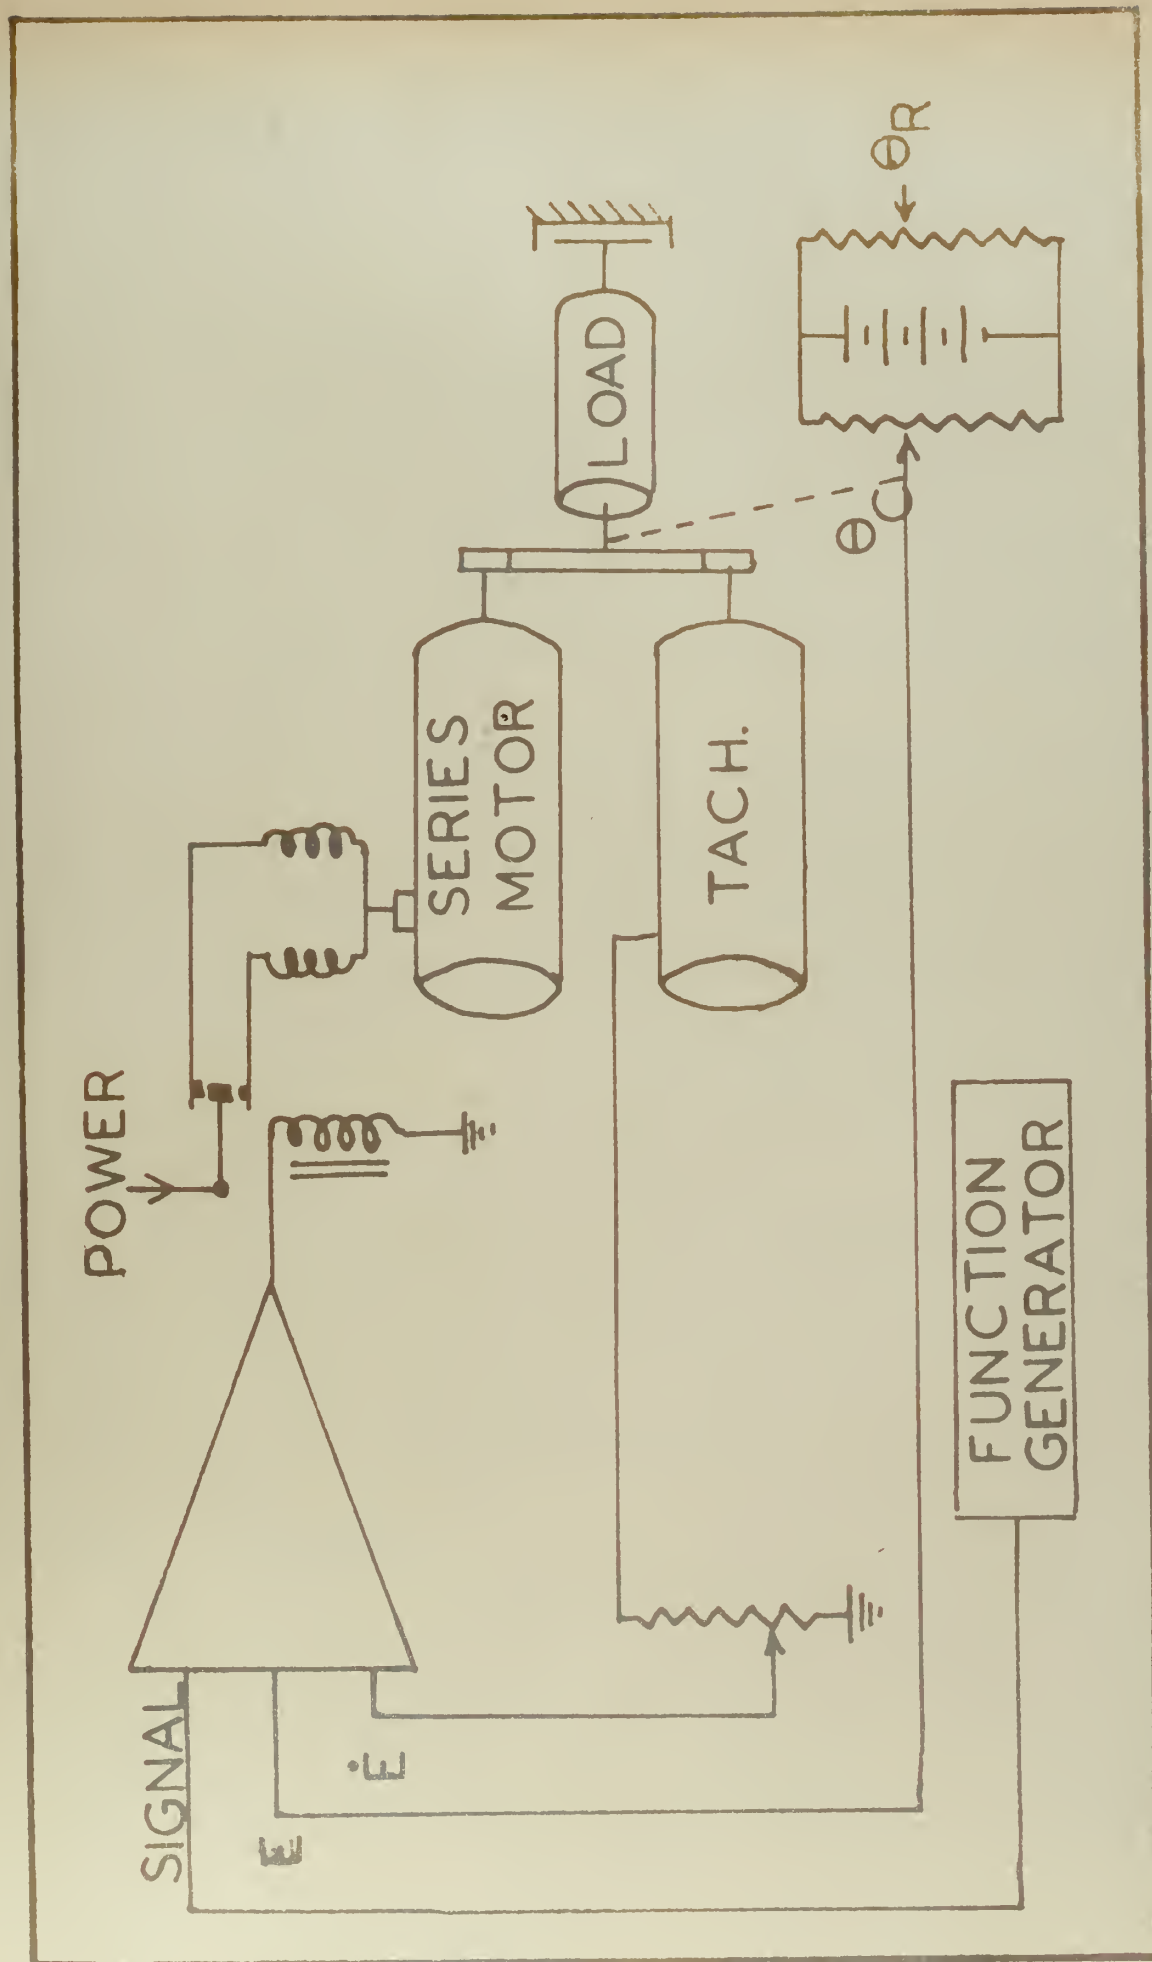 SIGNAL
E
Ė
POWER
SERIES
MOTOR
TACH.
LOAD
ΘC
ΘR
FUNCTION
GENERATOR